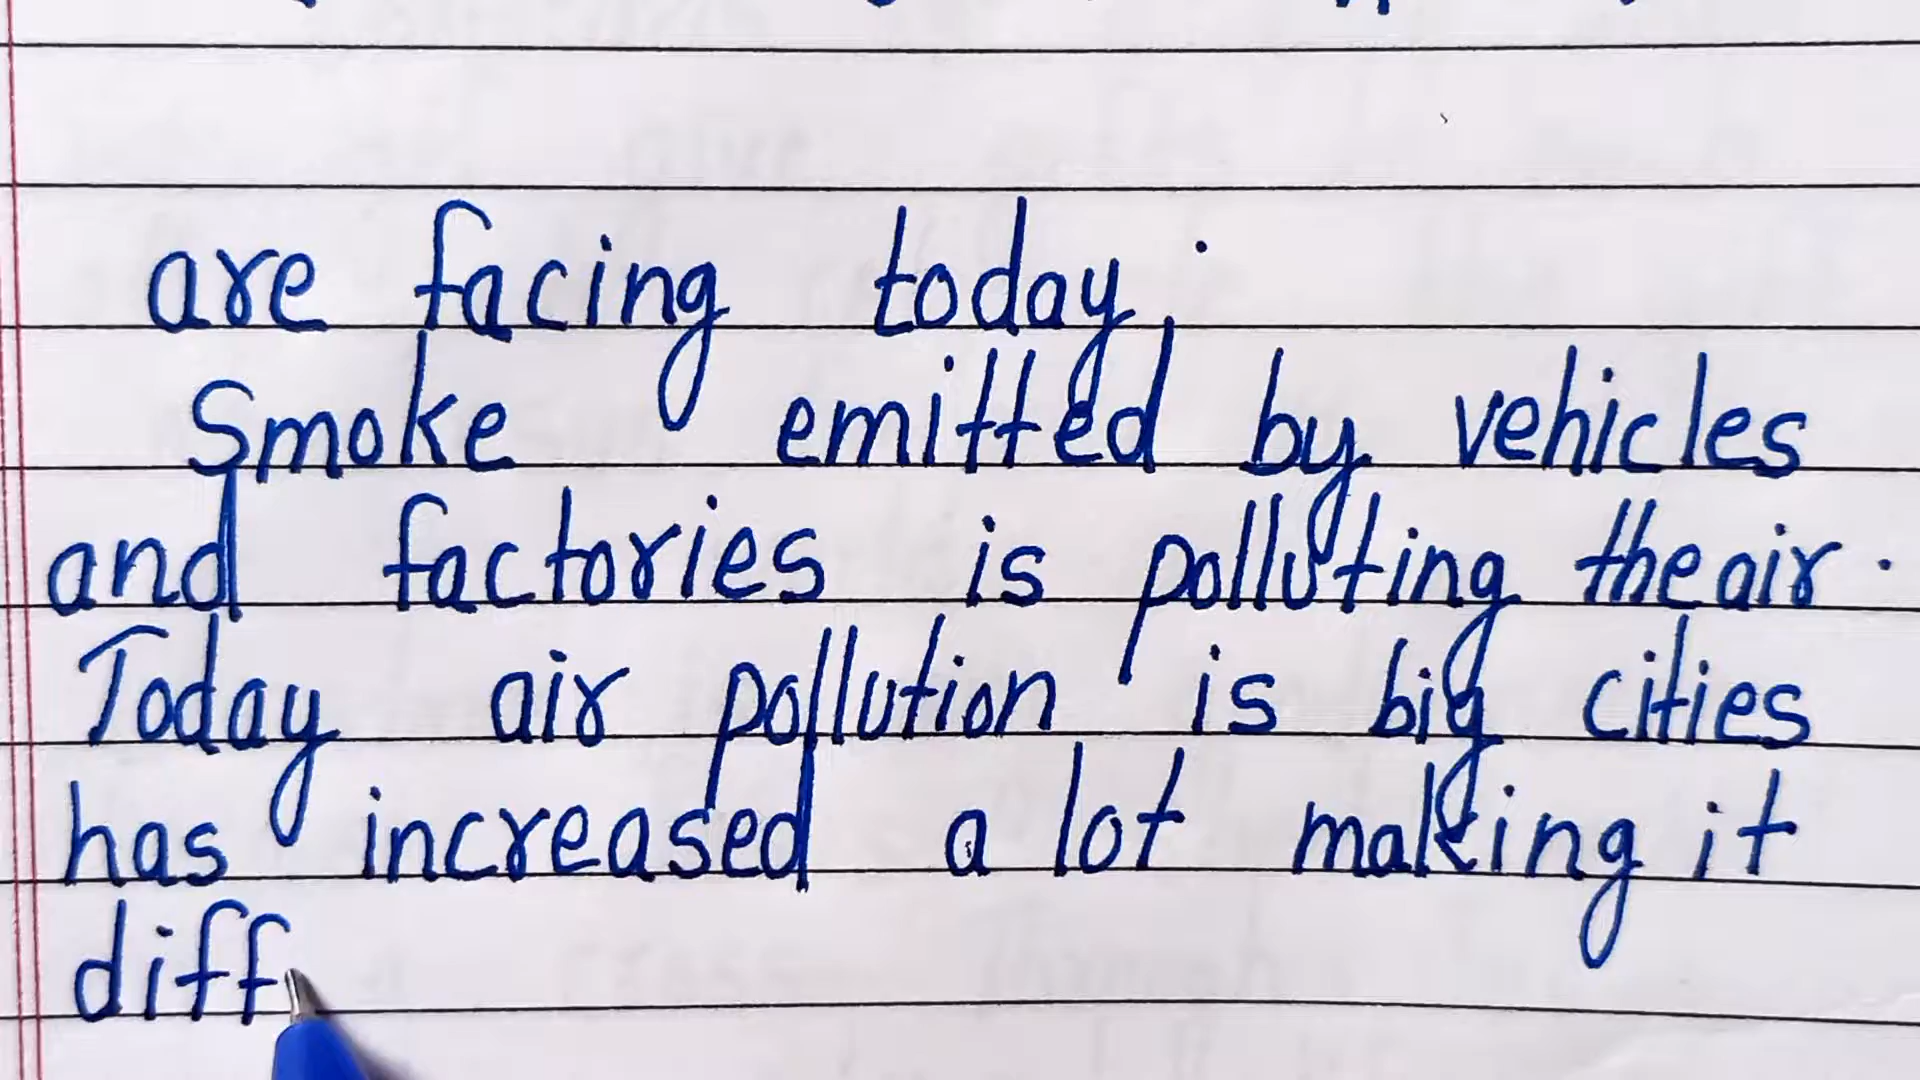 are facing today.
Smoke emitted by vehicles
and factories is polluting the air.
Today air pollution is big cities
has increased a lot making it
diff